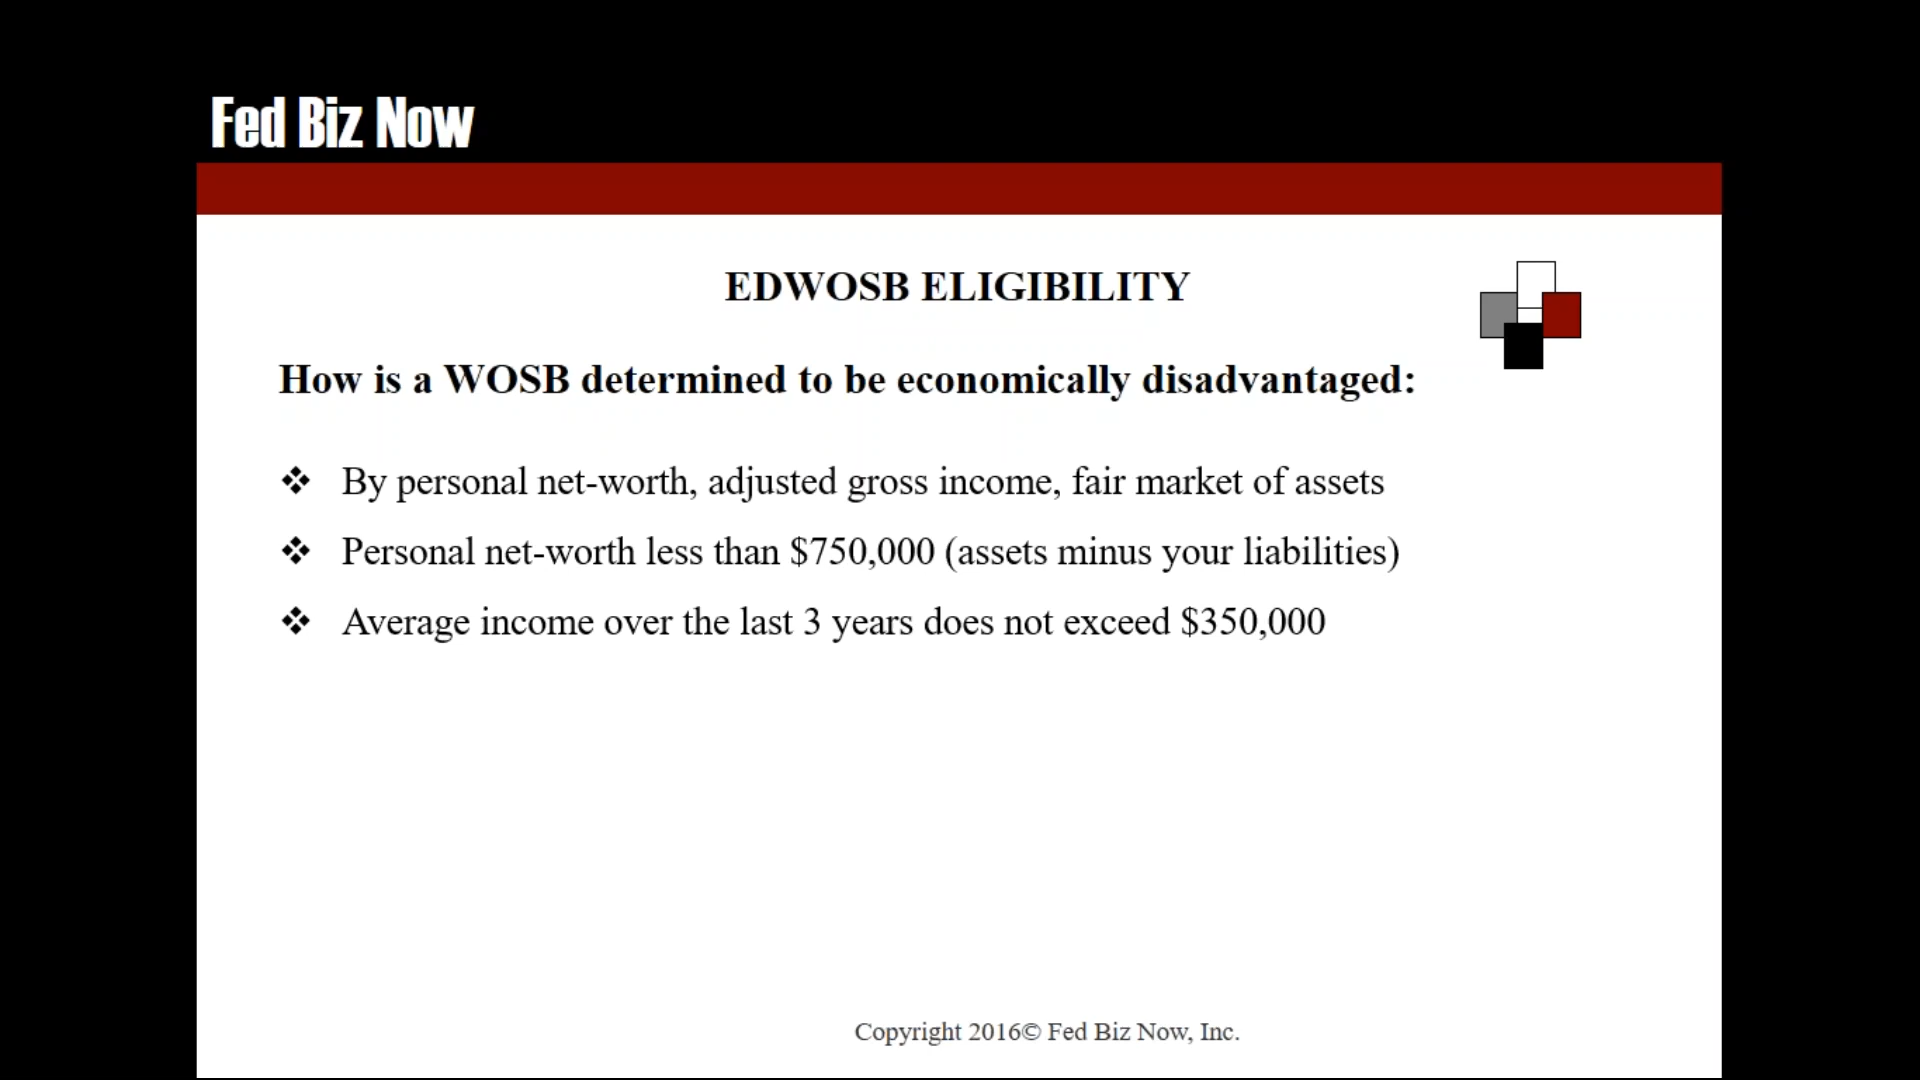 Fed Biz Now
EDWOSB ELIGIBILITY
How is a WOSB determined to be economically disadvantaged:
❖ By personal net-worth, adjusted gross income, fair market of assets
❖ Personal net-worth less than $750,000 (assets minus your liabilities)
❖ Average income over the last 3 years does not exceed $350,000
Copyright 2016© Fed Biz Now, Inc.